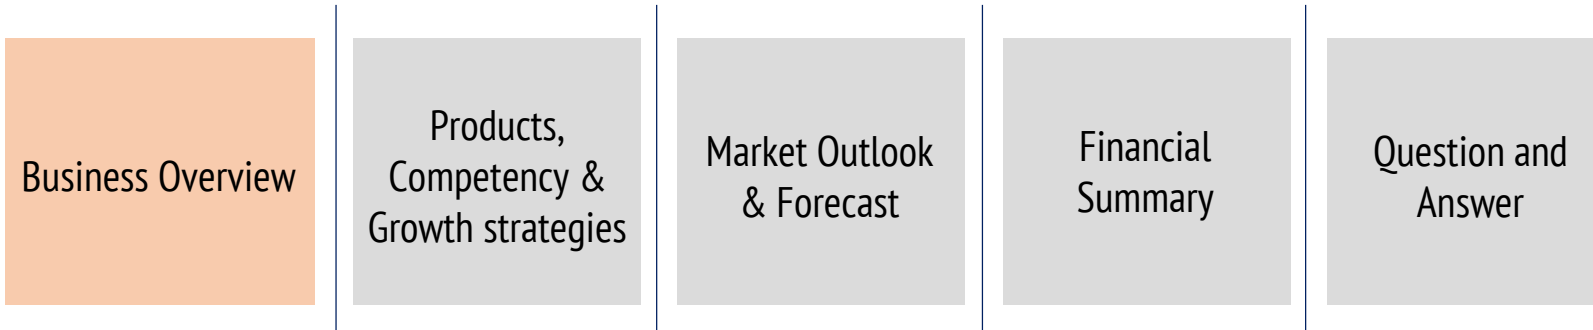 Business Overview
Products,
Competency &
Growth strategies
Market Outlook
& Forecast
Financial
Summary
Question and
Answer